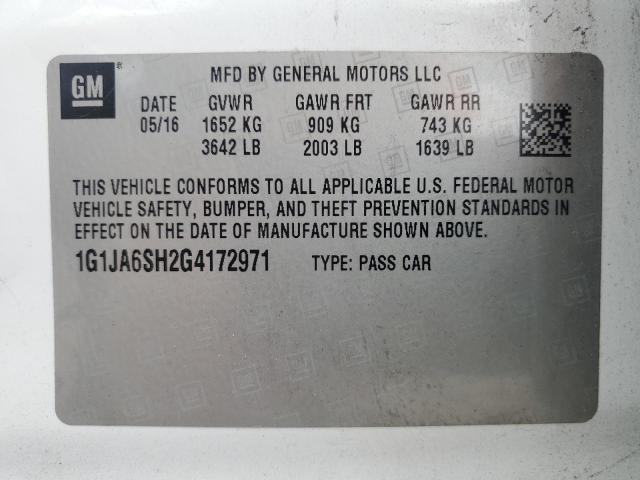 GM
MFD BY GENERAL MOTORS LLC
DATE GVWR GAWR FRT GAWR RR
05/16 1652 KG 909 KG 743 KG
3642 LB 2003 LB 1639 LB
THIS VEHICLE CONFORMS TO ALL APPLICABLE U.S. FEDERAL MOTOR
VEHICLE SAFETY, BUMPER, AND THEFT PREVENTION STANDARDS IN
EFFECT ON THE DATE OF MANUFACTURE SHOWN ABOVE.
1G1JA6SH2G4172971 TYPE: PASS CAR